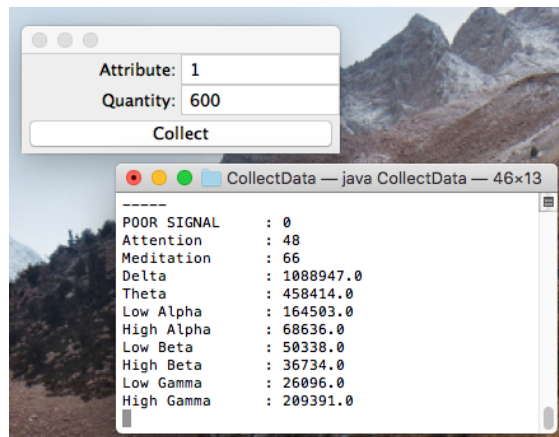 Attribute: 1
Quantity: 600
Collect
CollectData — java CollectData — 46×13
-----
POOR SIGNAL : 0
Attention : 48
Meditation : 66
Delta : 1088947.0
Theta : 458414.0
Low Alpha : 164503.0
High Alpha : 68636.0
Low Beta : 50338.0
High Beta : 36734.0
Low Gamma : 26096.0
High Gamma : 209391.0